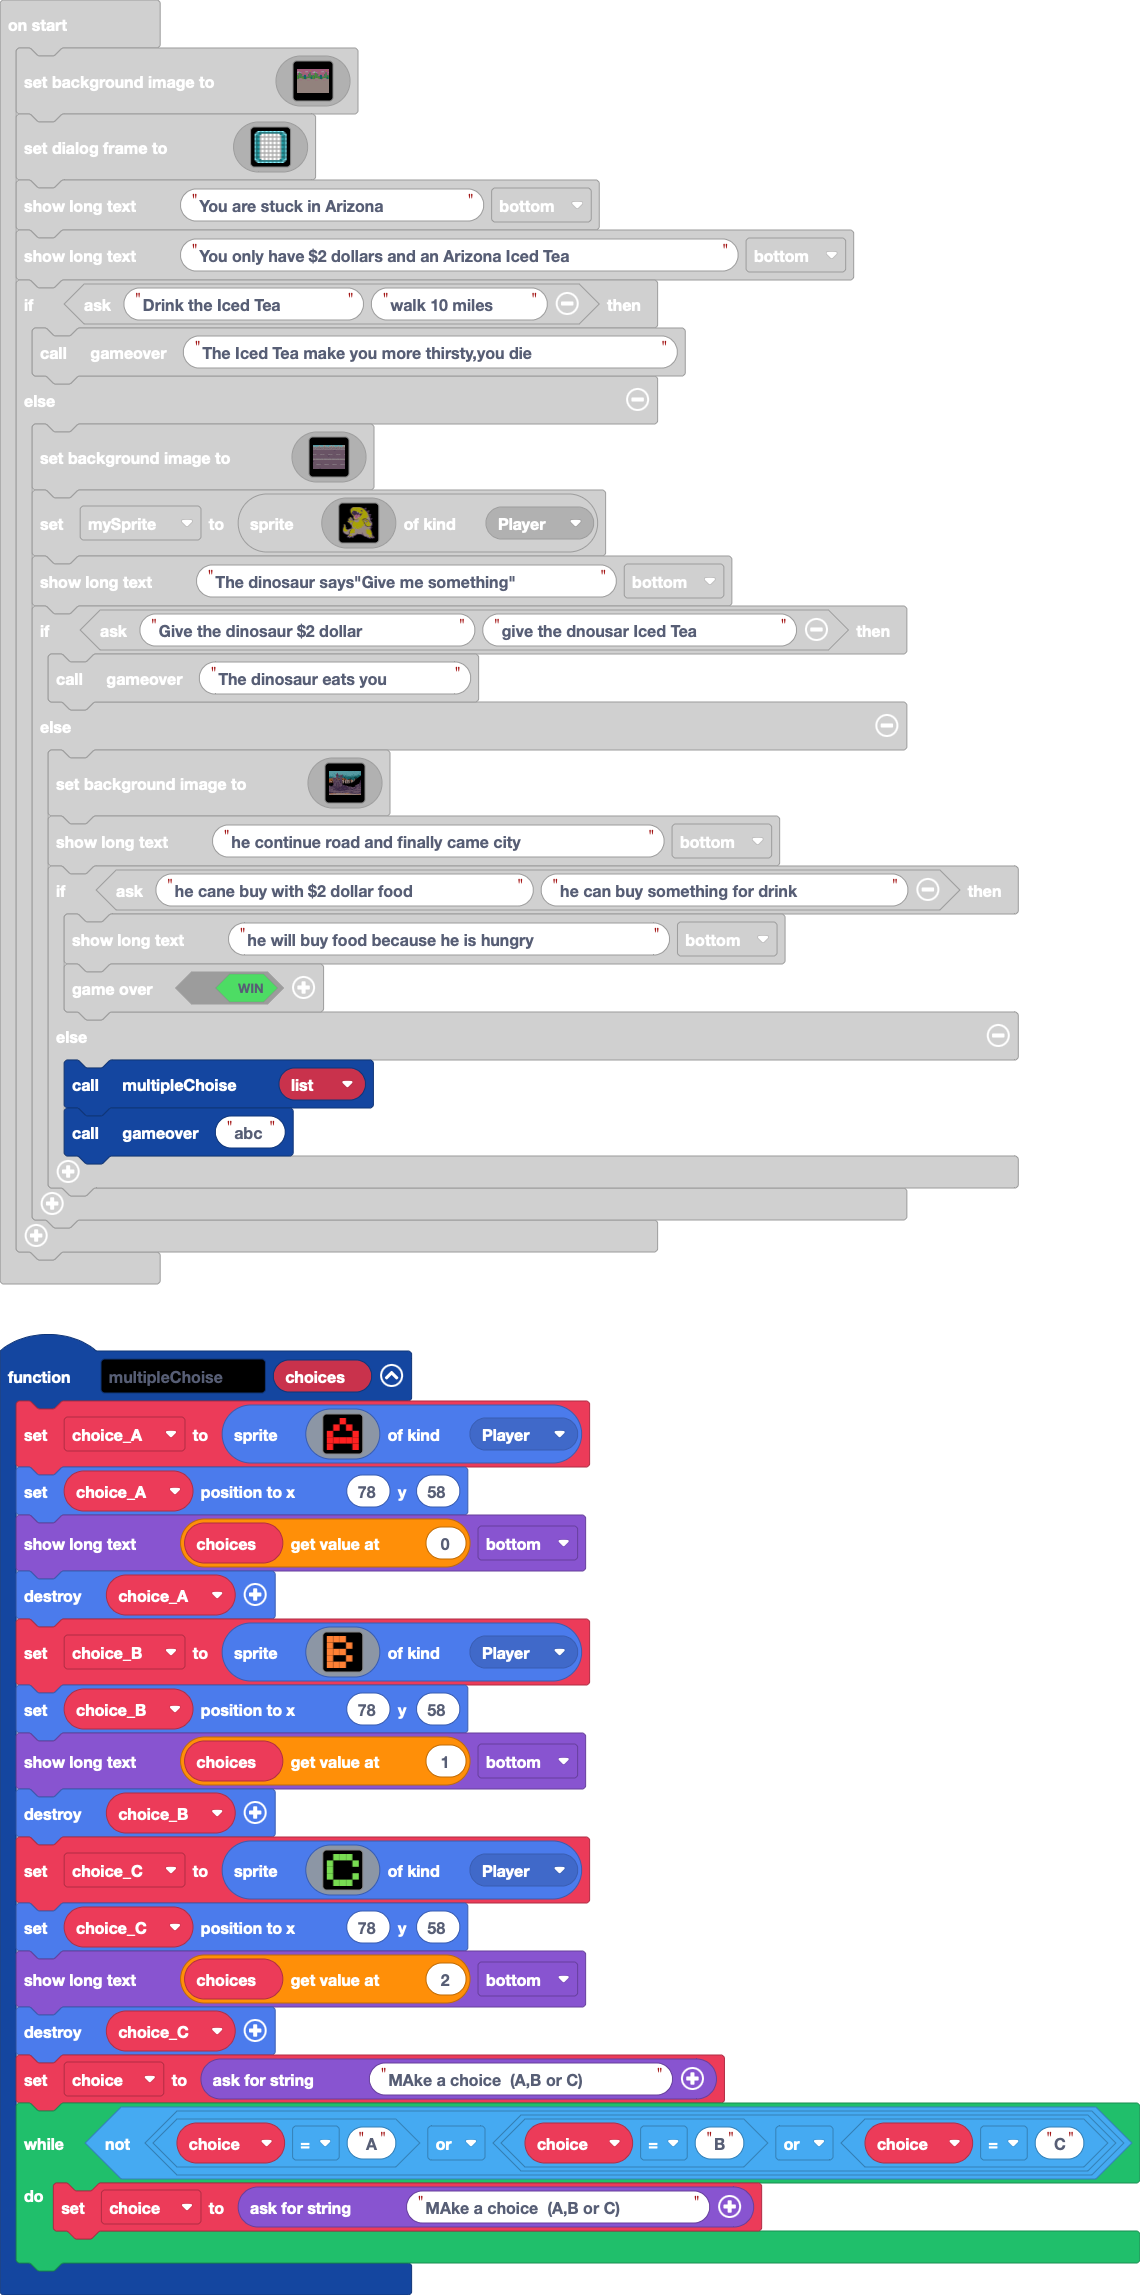 on start
set background image to
set dialog frame to
show long text "You are stuck in Arizona" bottom
show long text "You only have $2 dollars and an Arizona Iced Tea" bottom
if ask "Drink the Iced Tea" "walk 10 miles" then
call gameover "The Iced Tea make you more thirsty,you die"
else
set background image to
set mySprite to sprite of kind Player
show long text "The dinosaur says"Give me something"" bottom
if ask "Give the dinosaur $2 dollar" "give the dnousar Iced Tea" then
call gameover "The dinosaur eats you"
else
set background image to
show long text "he continue road and finally came city" bottom
if ask "he cane buy with $2 dollar food" "he can buy something for drink" then
show long text "he will buy food because he is hungry" bottom
game over WIN
else
call multipleChoise list
call gameover "abc"
function multipleChoise choices
set choice_A to sprite A of kind Player
set choice_A position to x 78 y 58
show long text choices get value at 0 bottom
destroy choice_A
set choice_B to sprite B of kind Player
set choice_B position to x 78 y 58
show long text choices get value at 1 bottom
destroy choice_B
set choice_C to sprite C of kind Player
set choice_C position to x 78 y 58
show long text choices get value at 2 bottom
destroy choice_C
set choice to ask for string "MAke a choice (A,B or C)"
while not choice = "A" or choice = "B" or choice = "C"
do set choice to ask for string "MAke a choice (A,B or C)"